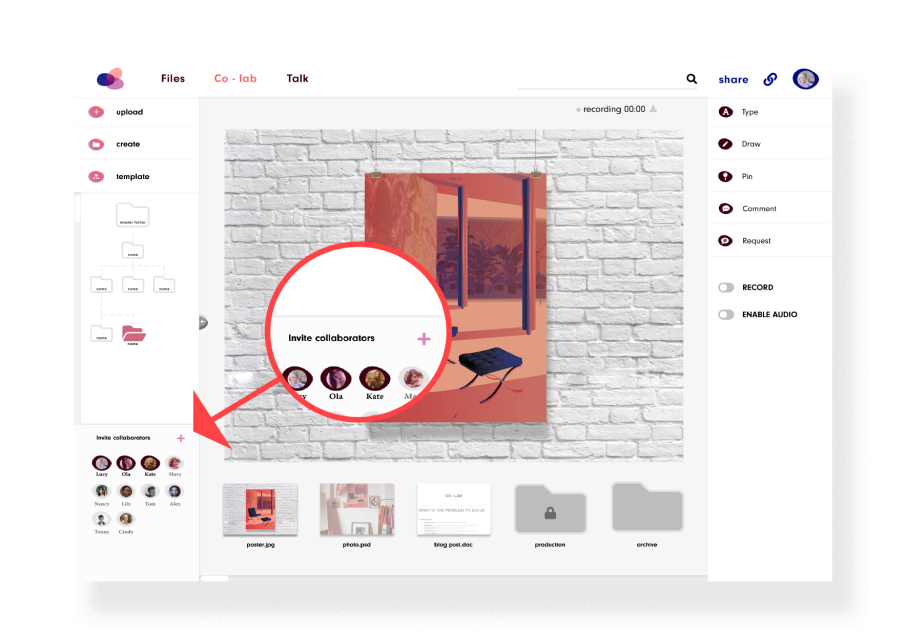 Files
Co - lab
Talk
share
recording 00:00
upload
create
template
master folder
name
name
name
name
name
name
Invite collaborators
Lucy
Ola
Kate
Mary
Nancy
Lily
Tom
Alex
Tonny
Cindy
Invite collaborators
cy
Ola
Kate
Ma
CO - LAB
WHAT IS THE PROBLEM TO SOLVE
poster.jpg
photo.psd
blog post.doc
production
archive
A
Type
Draw
Pin
Comment
Request
RECORD
ENABLE AUDIO